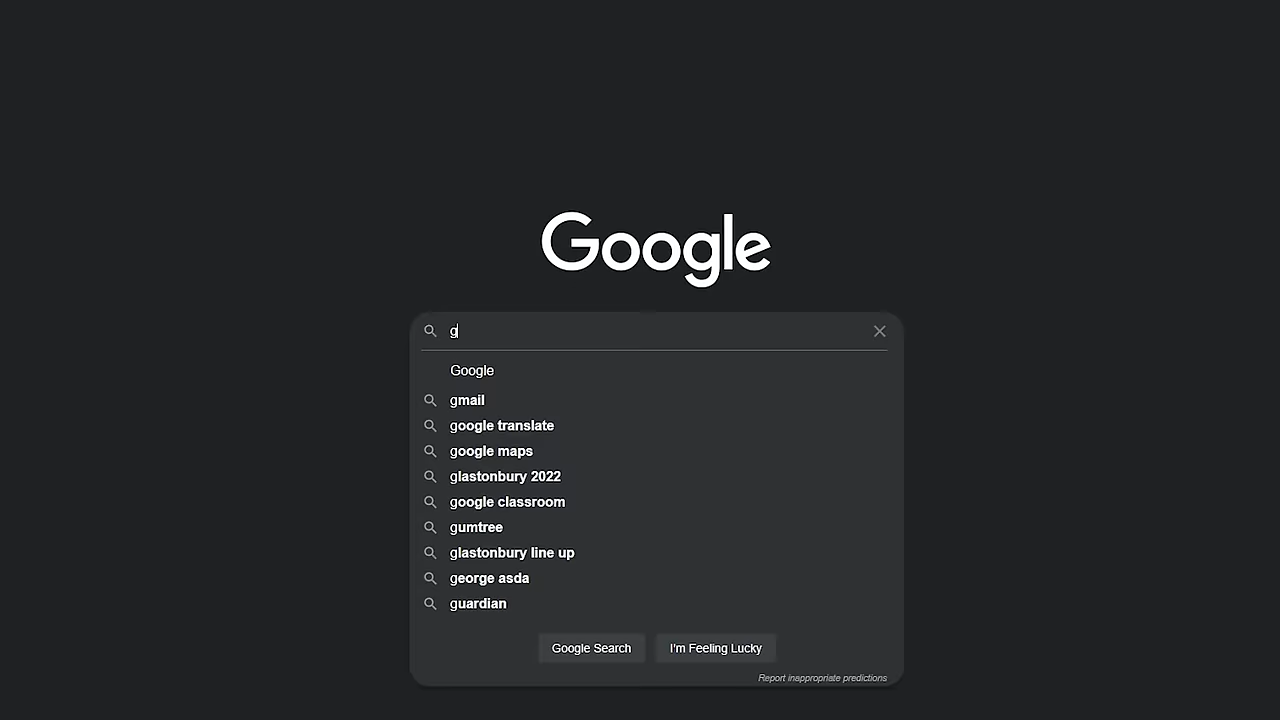 Google
g
Google
gmail
google translate
google maps
glastonbury 2022
google classroom
gumtree
glastonbury line up
george asda
guardian
Google Search
I'm Feeling Lucky
Report inappropriate predictions